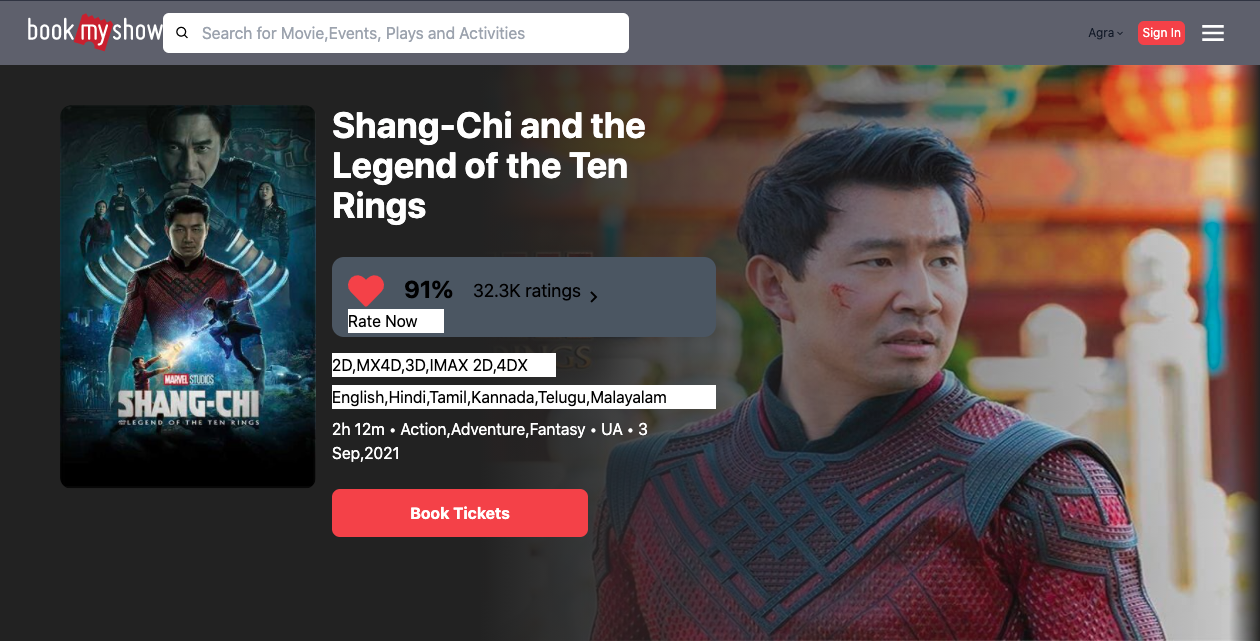 bookmyshow
Search for Movie,Events, Plays and Activities
Agra
Sign In
Shang-Chi and the
Legend of the Ten
Rings
91%
32.3K ratings
Rate Now
2D,MX4D,3D,IMAX 2D,4DX
English,Hindi,Tamil,Kannada,Telugu,Malayalam
2h 12m • Action,Adventure,Fantasy • UA • 3
Sep,2021
Book Tickets
MARVEL STUDIOS
SHANG-CHI
AND THE LEGEND OF THE TEN RINGS